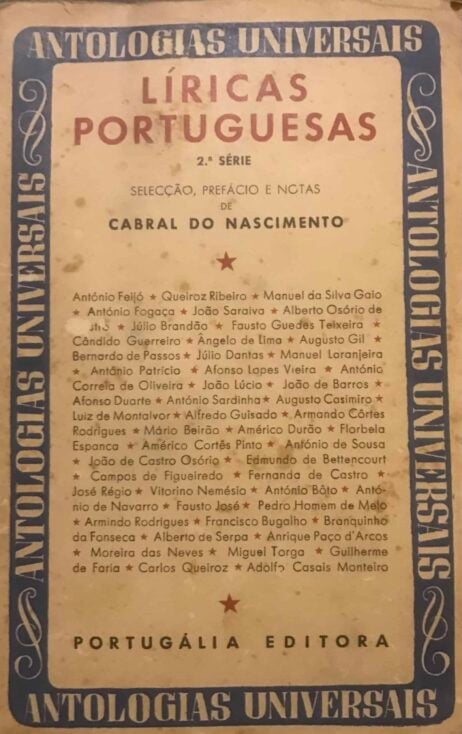 ANTOLOGIAS UNIVERSAIS
LÍRICAS
PORTUGUESAS
2.ª SÉRIE
SELECÇÃO, PREFÁCIO E NOTAS
DE
CABRAL DO NASCIMENTO
★
António Feijó ★ Queiroz Ribeiro ★ Manuel da Silva Gaio
★ António Fogaça ★ João Saraiva ★ Alberto Osório de
★ Júlio Brandão ★ Fausto Guedes Teixeira ★
Cândido Guerreiro ★ Ângelo de Lima ★ Augusto Gil ★
Bernardo de Passos ★ Júlio Dantas ★ Manuel Laranjeira
★ António Patrício ★ Afonso Lopes Vieira ★ António
Correia de Oliveira ★ João Lúcio ★ João de Barros ★
Afonso Duarte ★ António Sardinha ★ Augusto Casimiro ★
Luiz de Montalvor ★ Alfredo Guisado ★ Armando Côrtes
Rodrigues ★ Mário Beirão ★ Américo Durão ★ Florbela
Espanca ★ Américo Cortês Pinto ★ António de Sousa
★ João de Castro Osório ★ Edmundo de Bettencourt
★ Campos de Figueiredo ★ Fernanda de Castro ★
José Régio ★ Vitorino Nemésio ★ António Bôto ★ Antó-
nio de Navarro ★ Fausto José ★ Pedro Homem de Melo
★ Armindo Rodrigues ★ Francisco Bugalho ★ Branquinho
da Fonseca ★ Alberto de Serpa ★ Anrique Paço d'Arcos
★ Moreira das Neves ★ Miguel Torga ★ Guilherme
de Faria ★ Carlos Queiroz ★ Adolfo Casais Monteiro
★
PORTUGÁLIA EDITORA
ANTOLOGIAS UNIVERSAIS
ANTOLOGIAS UNIVERSAIS
ANTOLOGIAS UNIVERSAIS